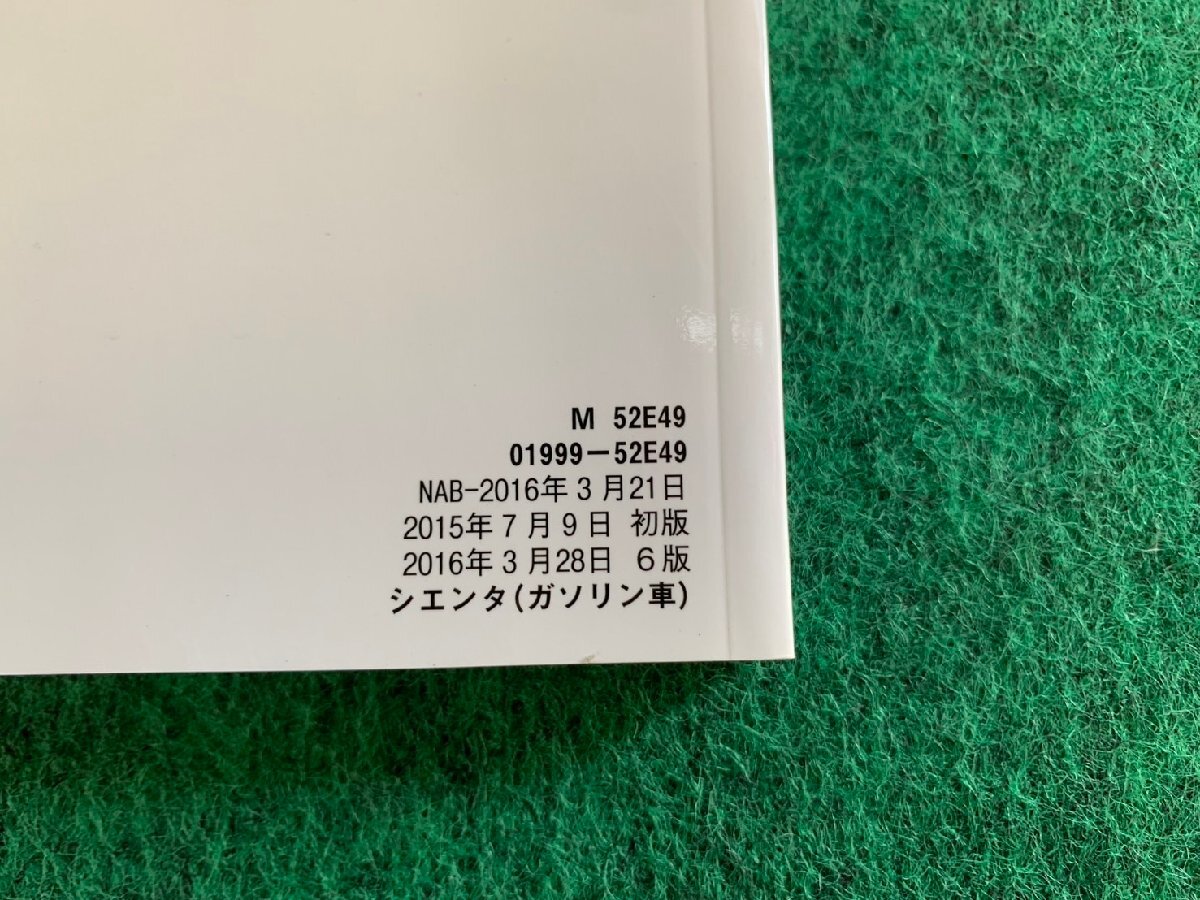 M 52E49
01999-52E49
NAB-2016年3月21日
2015年7月9日 初版
2016年3月28日 6版
シエンタ(ガソリン車)